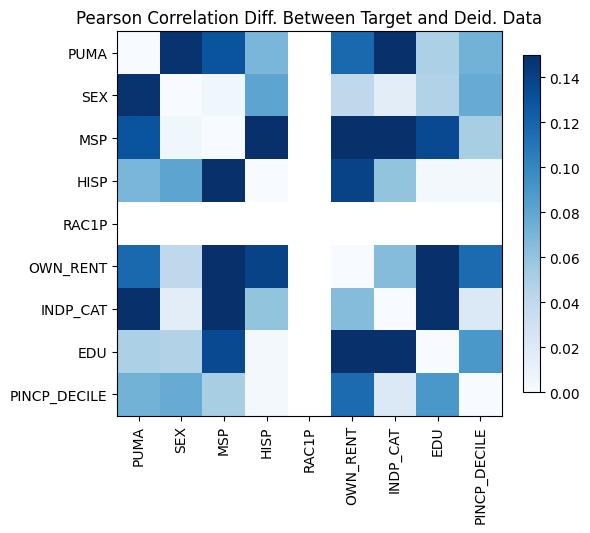 Pearson Correlation Diff. Between Target and Deid. Data
PUMA
SEX
MSP
HISP
RAC1P
OWN_RENT
INDP_CAT
EDU
PINCP_DECILE
PUMA
SEX
MSP
HISP
RAC1P
OWN_RENT
INDP_CAT
EDU
PINCP_DECILE
0.14
0.12
0.10
0.08
0.06
0.04
0.02
0.00